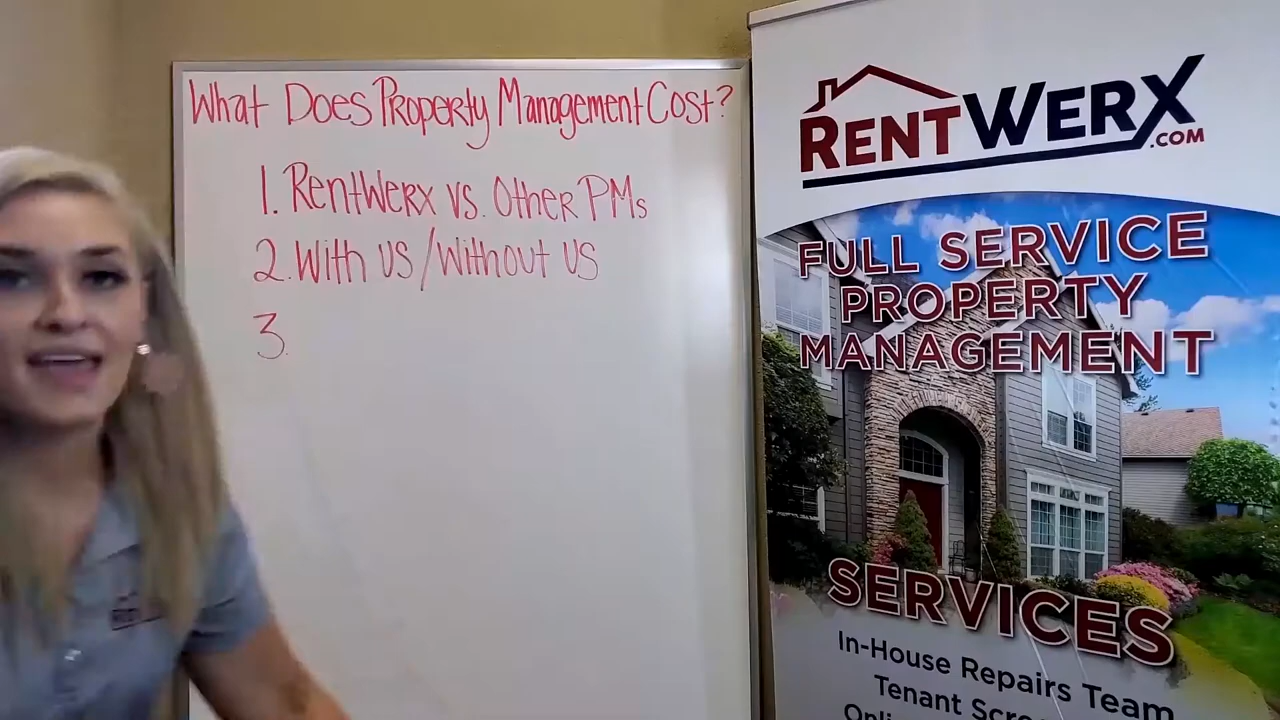 What Does Property Management Cost?
1. RentWerx vs. Other PMs
2. With us / Without us
3.
RENTWERX
.COM
FULL SERVICE
PROPERTY
MANAGEMENT
SERVICES
In-House Repairs Team
Tenant